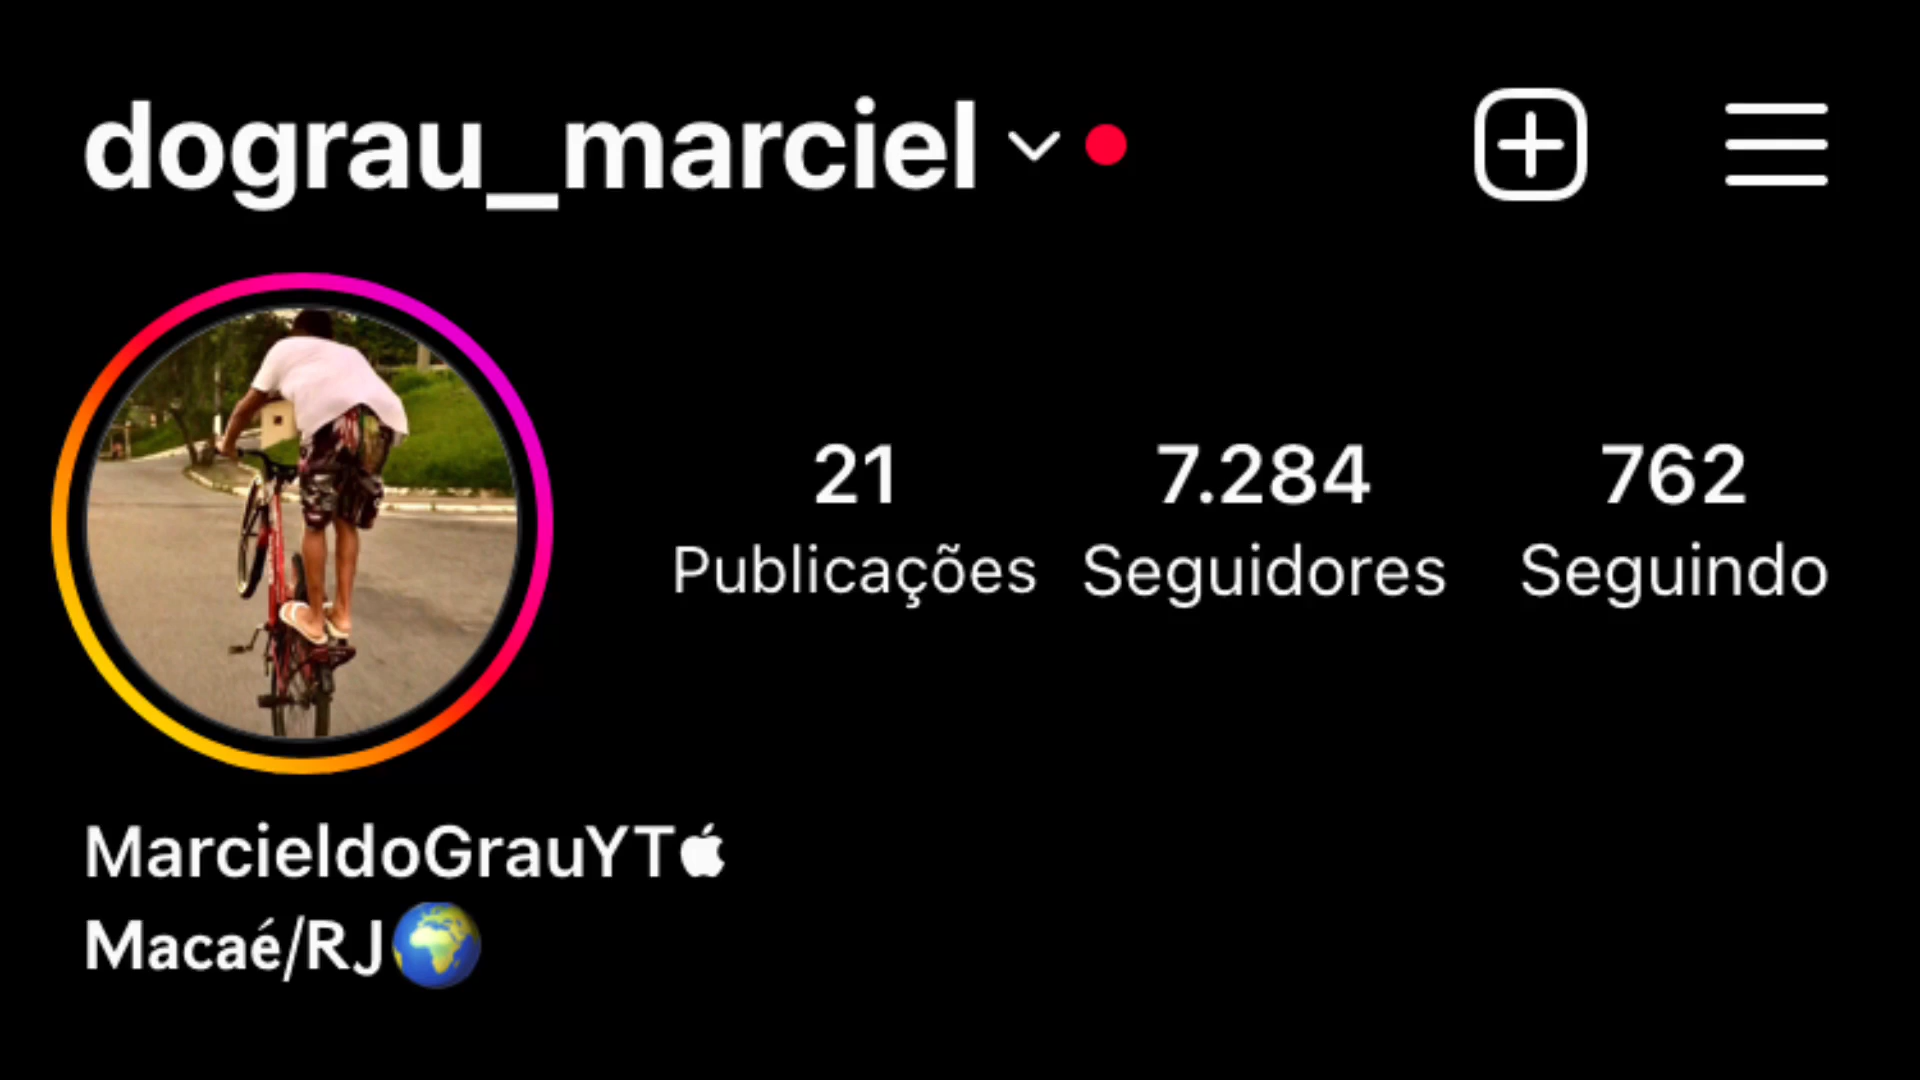 dograu_marciel
21 7.284 762
Publicações Seguidores Seguindo
MarcieldoGrauYT
Macaé/RJ🌍